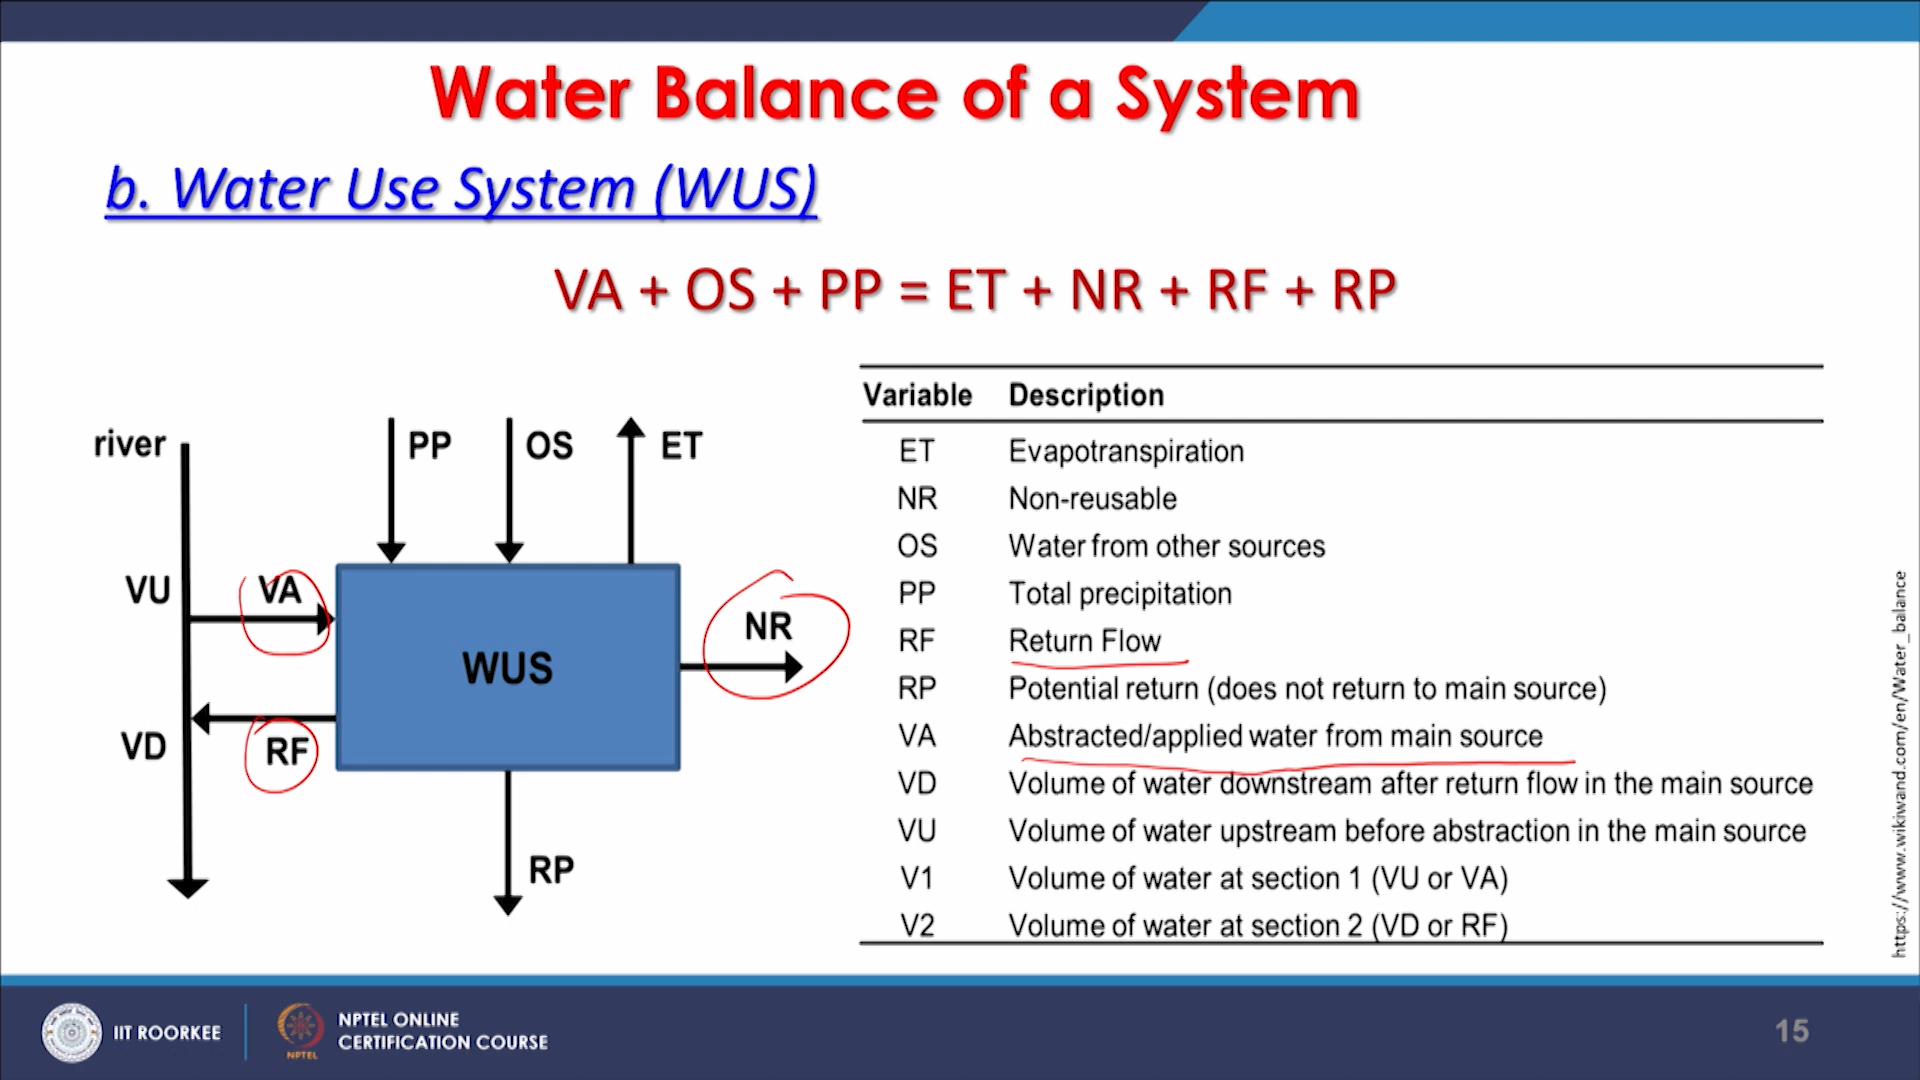 Water Balance of a System
b. Water Use System (WUS)
VA + OS + PP = ET + NR + RF + RP
river
PP
OS
ET
VU
VA
WUS
NR
VD
RF
RP
Variable Description
ET Evapotranspiration
NR Non-reusable
OS Water from other sources
PP Total precipitation
RF Return Flow
RP Potential return (does not return to main source)
VA Abstracted/applied water from main source
VD Volume of water downstream after return flow in the main source
VU Volume of water upstream before abstraction in the main source
V1 Volume of water at section 1 (VU or VA)
V2 Volume of water at section 2 (VD or RF)
https://www.wikiwand.com/en/Water_balance
IIT ROORKEE
NPTEL
NPTEL ONLINE
CERTIFICATION COURSE
15